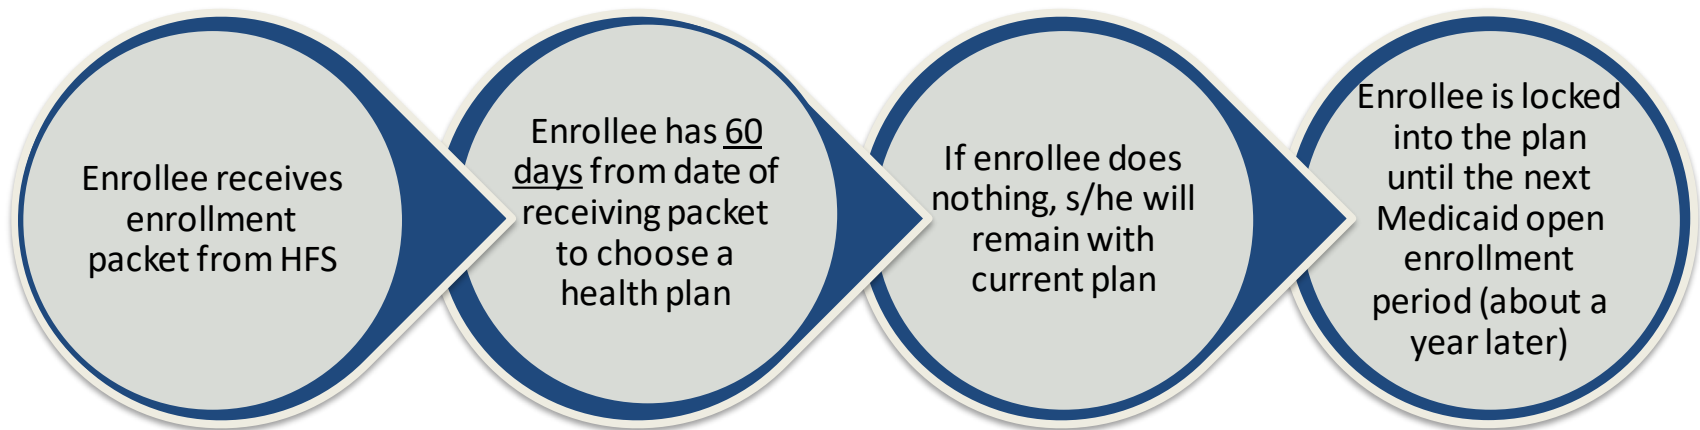 Enrollee receives
enrollment
packet from HFS
Enrollee has 60
days from date of
receiving packet
to choose a
health plan
If enrollee does
nothing, s/he will
remain with
current plan
Enrollee is locked
into the plan
until the next
Medicaid open
enrollment
period (about a
year later)